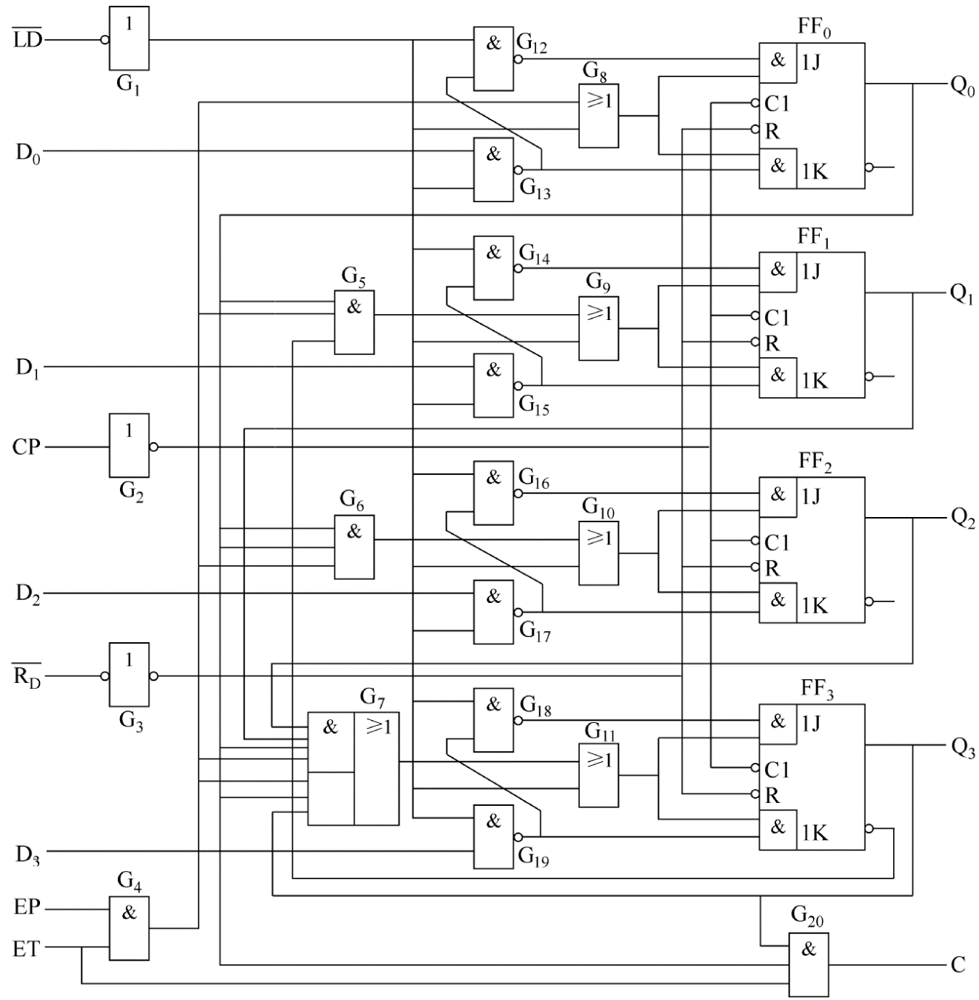 L̅D̅
1
G₁
&
G₁₂
FF₀
&
1J
G₈
≥1
Q₀
C1
R
D₀
&
G₁₃
&
1K
FF₁
&
G₁₄
&
1J
G₅
&
G₉
≥1
Q₁
C1
R
D₁
&
G₁₅
&
1K
CP
1
G₂
FF₂
&
G₁₆
&
1J
G₆
&
G₁₀
≥1
Q₂
C1
R
D₂
&
G₁₇
&
1K
R̅_D̅
1
G₃
G₇
&
≥1
&
G₁₈
FF₃
&
1J
G₁₁
≥1
Q₃
C1
R
D₃
&
G₁₉
&
1K
G₄
EP
&
ET
G₂₀
&
C